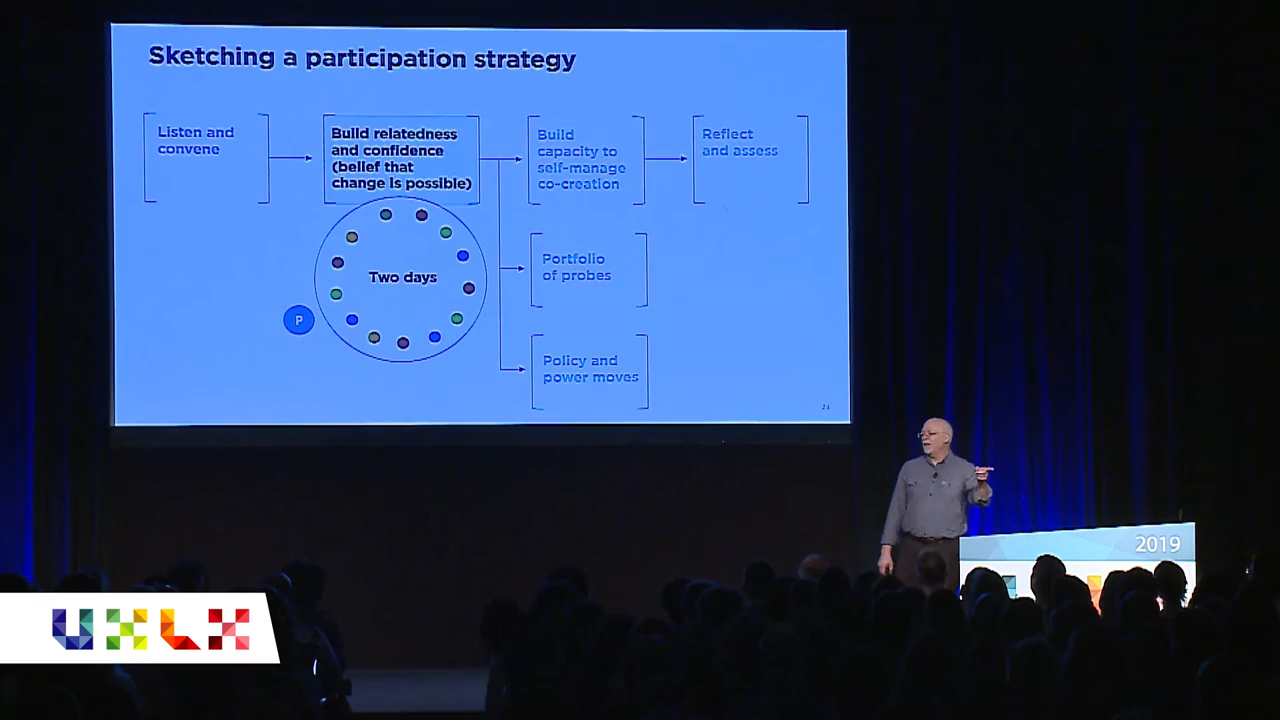 Sketching a participation strategy
Listen and
convene
Build relatedness
and confidence
(belief that
change is possible)
Build
capacity to
self-manage
co-creation
Reflect
and assess
Two days
P
Portfolio
of probes
Policy and
power moves
2019
UXLX